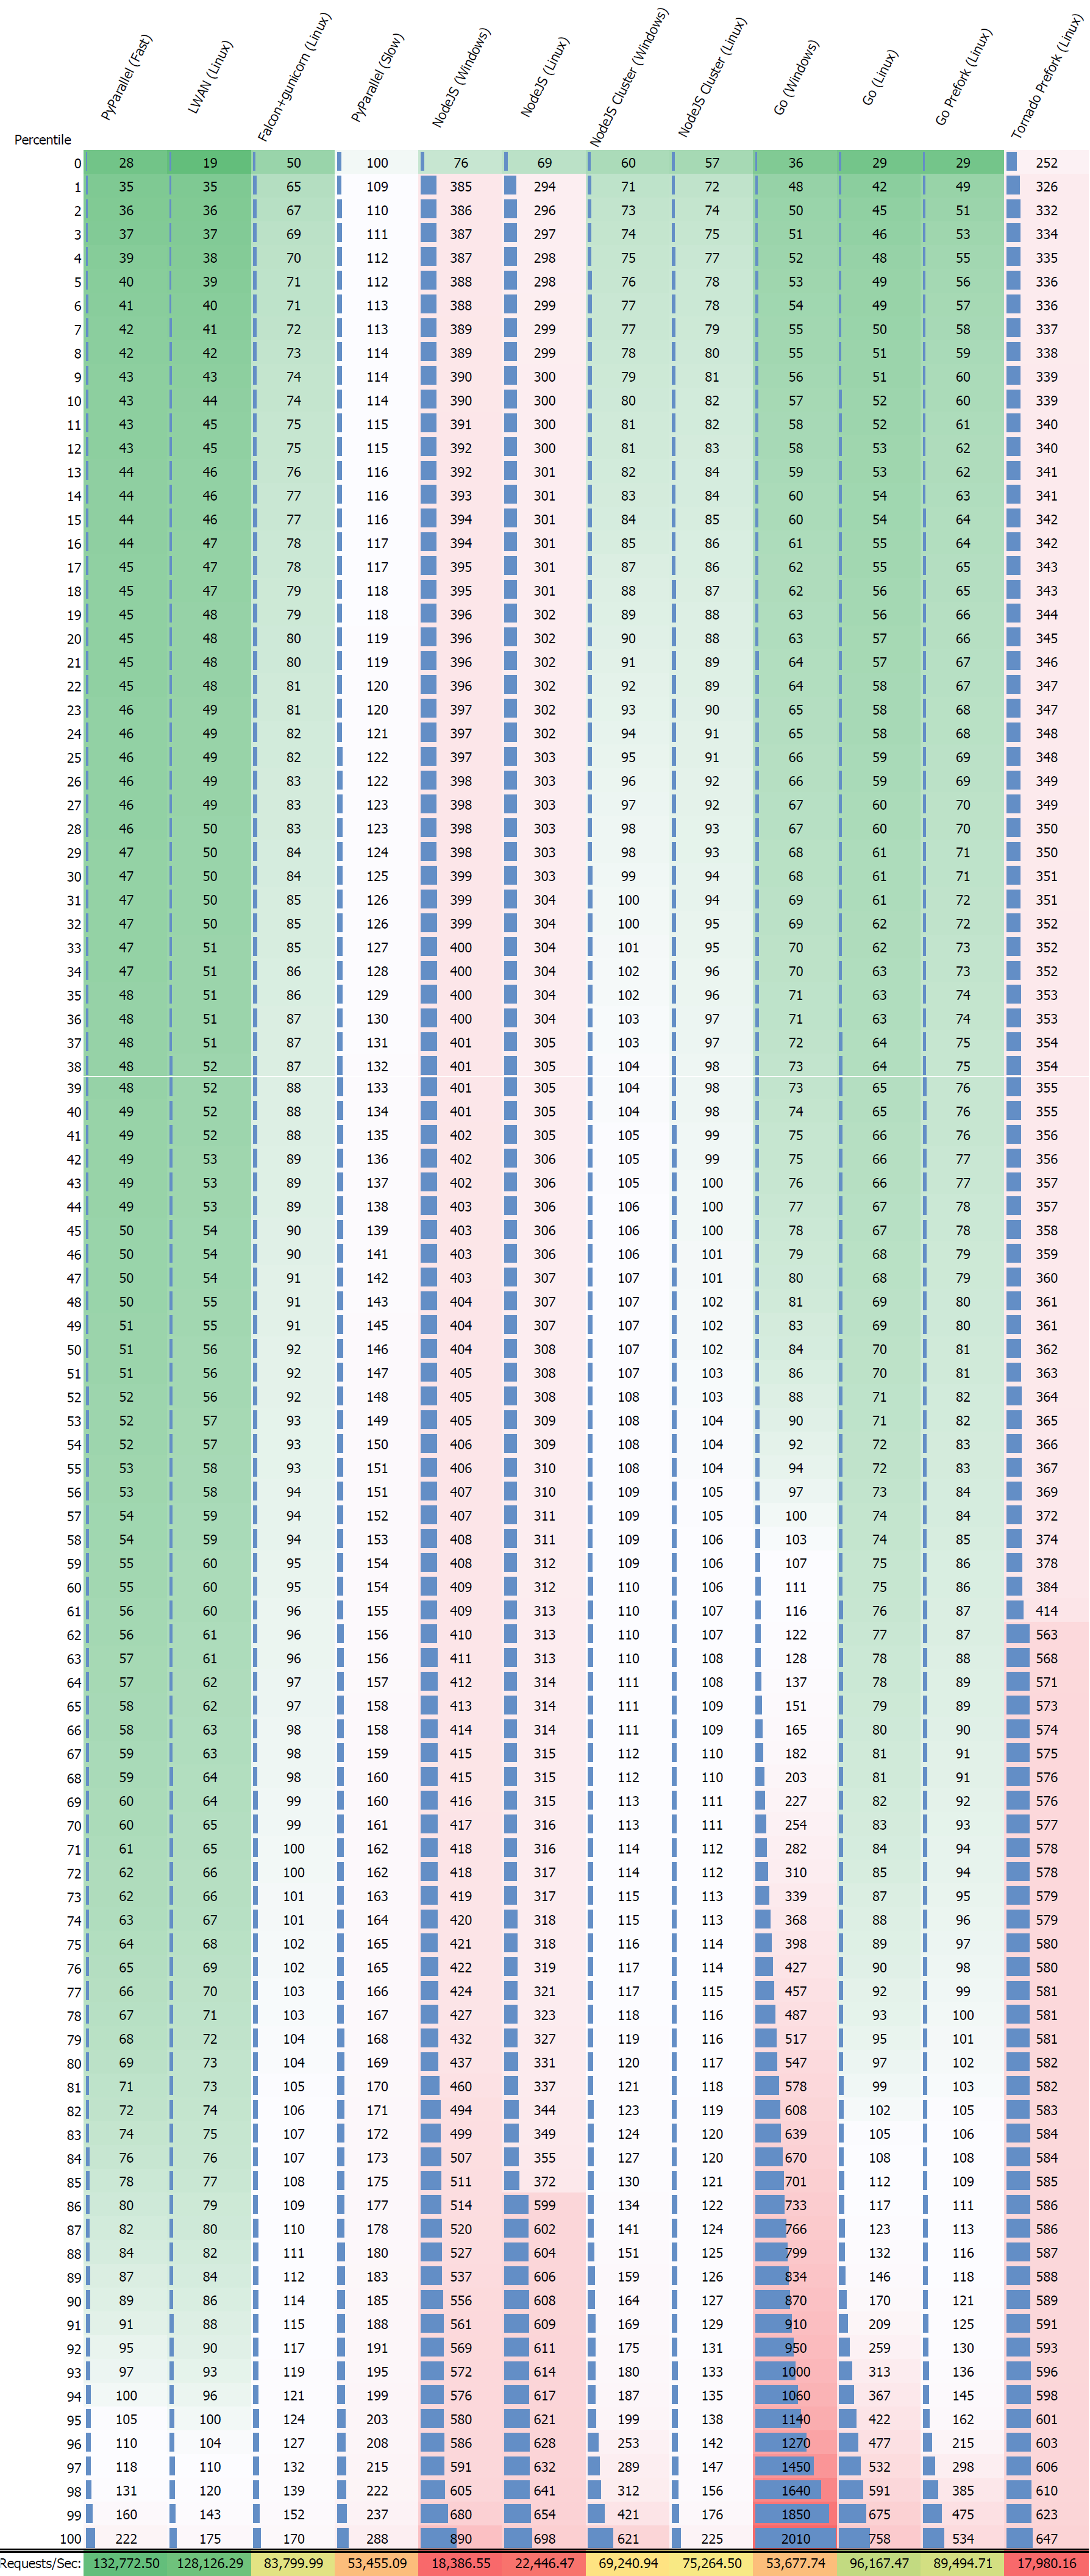 PyParallel (Fast) LWAN (Linux) Falcon+gunicorn (Linux) PyParallel (Slow) NodeJS (Windows) NodeJS (Linux) NodeJS Cluster (Windows) NodeJS Cluster (Linux) Go (Windows) Go (Linux) Go Prefork (Linux) Tornado Prefork (Linux)
Percentile
0 28 19 50 100 76 69 60 57 36 29 29 252
1 35 35 65 109 385 294 71 72 48 42 49 326
2 36 36 67 110 386 296 73 74 50 45 51 332
3 37 37 69 111 387 297 74 75 51 46 53 334
4 39 38 70 112 387 298 75 77 52 48 55 335
5 40 39 71 112 388 298 76 78 53 49 56 336
6 41 40 71 113 388 299 77 78 54 49 57 336
7 42 41 72 113 389 299 77 79 55 50 58 337
8 42 42 73 114 389 299 78 80 55 51 59 338
9 43 43 74 114 390 300 79 81 56 51 60 339
10 43 44 74 114 390 300 80 82 57 52 60 339
11 43 45 75 115 391 300 81 82 58 52 61 340
12 43 45 75 115 392 300 81 83 58 53 62 340
13 44 46 76 116 392 301 82 84 59 53 62 341
14 44 46 77 116 393 301 83 84 60 54 63 341
15 44 46 77 116 394 301 84 85 60 54 64 342
16 44 47 78 117 394 301 85 86 61 55 64 342
17 45 47 78 117 395 301 87 86 62 55 65 343
18 45 47 79 118 395 301 88 87 62 56 65 343
19 45 48 79 118 396 302 89 88 63 56 66 344
20 45 48 80 119 396 302 90 88 63 57 66 345
21 45 48 80 119 396 302 91 89 64 57 67 346
22 45 48 81 120 396 302 92 89 64 58 67 347
23 46 49 81 120 397 302 93 90 65 58 68 347
24 46 49 82 121 397 302 94 91 65 58 68 348
25 46 49 82 122 397 303 95 91 66 59 69 348
26 46 49 83 122 398 303 96 92 66 59 69 349
27 46 49 83 123 398 303 97 92 67 60 70 349
28 46 50 83 123 398 303 98 93 67 60 70 350
29 47 50 84 124 398 303 98 93 68 61 71 350
30 47 50 84 125 399 303 99 94 68 61 71 351
31 47 50 85 126 399 304 100 94 69 61 72 351
32 47 50 85 126 399 304 100 95 69 62 72 352
33 47 51 85 127 400 304 101 95 70 62 73 352
34 47 51 86 128 400 304 102 96 70 63 73 352
35 48 51 86 129 400 304 102 96 71 63 74 353
36 48 51 87 130 400 304 103 97 71 63 74 353
37 48 51 87 131 401 305 103 97 72 64 75 354
38 48 52 87 132 401 305 104 98 73 64 75 354
39 48 52 88 133 401 305 104 98 73 65 76 355
40 49 52 88 134 401 305 104 98 74 65 76 355
41 49 52 88 135 402 305 105 99 75 66 76 356
42 49 53 89 136 402 306 105 99 75 66 77 356
43 49 53 89 137 402 306 105 100 76 66 77 357
44 49 53 89 138 403 306 106 100 77 67 78 357
45 50 54 90 139 403 306 106 100 78 67 78 358
46 50 54 90 141 403 306 106 101 79 68 79 359
47 50 54 91 142 403 307 107 101 80 68 79 360
48 50 55 91 143 404 307 107 102 81 69 80 361
49 51 55 91 145 404 307 107 102 83 69 80 361
50 51 56 92 146 404 308 107 102 84 70 81 362
51 51 56 92 147 405 308 107 103 86 70 81 363
52 52 56 92 148 405 308 108 103 88 71 82 364
53 52 57 93 149 405 309 108 104 90 71 82 365
54 52 57 93 150 406 309 108 104 92 72 83 366
55 53 58 93 151 406 310 108 104 94 72 83 367
56 53 58 94 151 407 310 109 105 97 73 84 369
57 54 59 94 152 407 311 109 105 100 74 84 372
58 54 59 94 153 408 311 109 106 103 74 85 374
59 55 60 95 154 408 312 109 106 107 75 86 378
60 55 60 95 154 409 312 110 106 111 75 86 384
61 56 60 96 155 409 313 110 107 116 76 87 414
62 56 61 96 156 410 313 110 107 122 77 87 563
63 57 61 96 156 411 313 110 108 128 78 88 568
64 57 62 97 157 412 314 111 108 137 78 89 571
65 58 62 97 158 413 314 111 109 151 79 89 573
66 58 63 98 158 414 314 111 109 165 80 90 574
67 59 63 98 159 415 315 112 110 182 81 91 575
68 59 64 98 160 415 315 112 110 203 81 91 576
69 60 64 99 160 416 315 113 111 227 82 92 576
70 60 65 99 161 417 316 113 111 254 83 93 577
71 61 65 100 162 418 316 114 112 282 84 94 578
72 62 66 100 162 418 317 114 112 310 85 94 578
73 62 66 101 163 419 317 115 113 339 87 95 579
74 63 67 101 164 420 318 115 113 368 88 96 579
75 64 68 102 165 421 318 116 114 398 89 97 580
76 65 69 102 165 422 319 117 114 427 90 98 580
77 66 70 103 166 424 321 117 115 457 92 99 581
78 67 71 103 167 427 323 118 116 487 93 100 581
79 68 72 104 168 432 327 119 116 517 95 101 581
80 69 73 104 169 437 331 120 117 547 97 102 582
81 71 73 105 170 460 337 121 118 578 99 103 582
82 72 74 106 171 494 344 123 119 608 102 105 583
83 74 75 107 172 499 349 124 120 639 105 106 584
84 76 76 107 173 507 355 127 120 670 108 108 584
85 78 77 108 175 511 372 130 121 701 112 109 585
86 80 79 109 177 514 599 134 122 733 117 111 586
87 82 80 110 178 520 602 141 124 766 123 113 586
88 84 82 111 180 527 604 151 125 799 132 116 587
89 87 84 112 183 537 606 159 126 834 146 118 588
90 89 86 114 185 556 608 164 127 870 170 121 589
91 91 88 115 188 561 609 169 129 910 209 125 591
92 95 90 117 191 569 611 175 131 950 259 130 593
93 97 93 119 195 572 614 180 133 1000 313 136 596
94 100 96 121 199 576 617 187 135 1060 367 145 598
95 105 100 124 203 580 621 199 138 1140 422 162 601
96 110 104 127 208 586 628 253 142 1270 477 215 603
97 118 110 132 215 591 632 289 147 1450 532 298 606
98 131 120 139 222 605 641 312 156 1640 591 385 610
99 160 143 152 237 680 654 421 176 1850 675 475 623
100 222 175 170 288 890 698 621 225 2010 758 534 647
Requests/Sec: 132,772.50 128,126.29 83,799.99 53,455.09 18,386.55 22,446.47 69,240.94 75,264.50 53,677.74 96,167.47 89,494.71 17,980.16